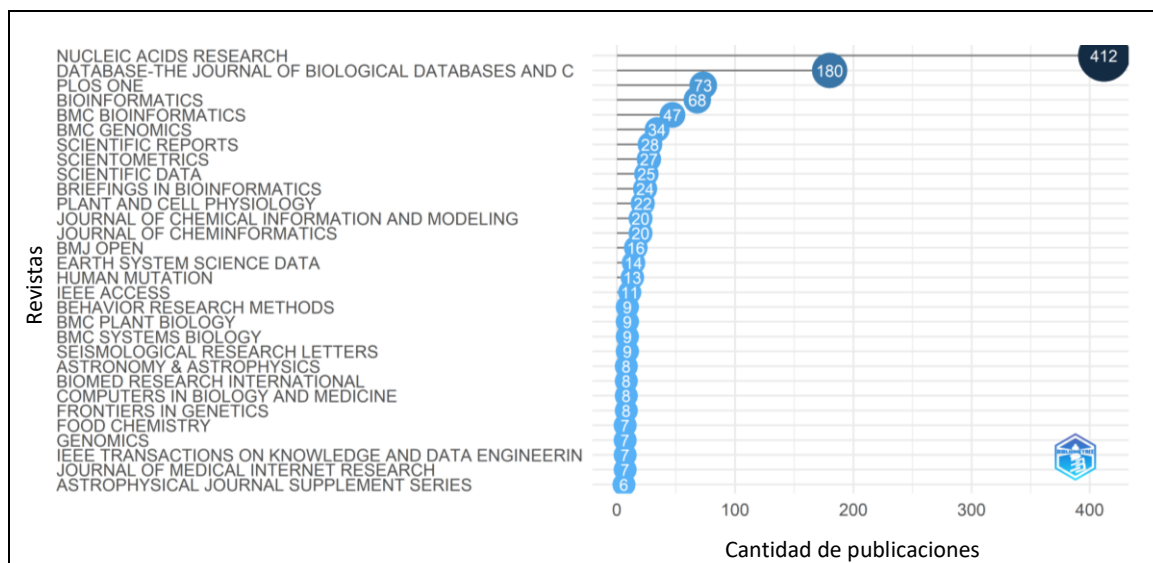 NUCLEIC ACIDS RESEARCH 412
DATABASE-THE JOURNAL OF BIOLOGICAL DATABASES AND C 180
PLOS ONE 73
BIOINFORMATICS 68
BMC BIOINFORMATICS 47
BMC GENOMICS 34
SCIENTIFIC REPORTS 28
SCIENTOMETRICS 27
SCIENTIFIC DATA 25
BRIEFINGS IN BIOINFORMATICS 24
PLANT AND CELL PHYSIOLOGY 22
JOURNAL OF CHEMICAL INFORMATION AND MODELING 20
JOURNAL OF CHEMINFORMATICS 20
BMJ OPEN 16
EARTH SYSTEM SCIENCE DATA 14
HUMAN MUTATION 13
IEEE ACCESS 11
BEHAVIOR RESEARCH METHODS 9
BMC PLANT BIOLOGY 9
BMC SYSTEMS BIOLOGY 9
SEISMOLOGICAL RESEARCH LETTERS 9
ASTRONOMY & ASTROPHYSICS 8
BIOMED RESEARCH INTERNATIONAL 8
COMPUTERS IN BIOLOGY AND MEDICINE 8
FRONTIERS IN GENETICS 8
FOOD CHEMISTRY 7
GENOMICS 7
IEEE TRANSACTIONS ON KNOWLEDGE AND DATA ENGINEERIN 7
JOURNAL OF MEDICAL INTERNET RESEARCH 7
ASTROPHYSICAL JOURNAL SUPPLEMENT SERIES 6
Revistas
0 100 200 300 400
Cantidad de publicaciones